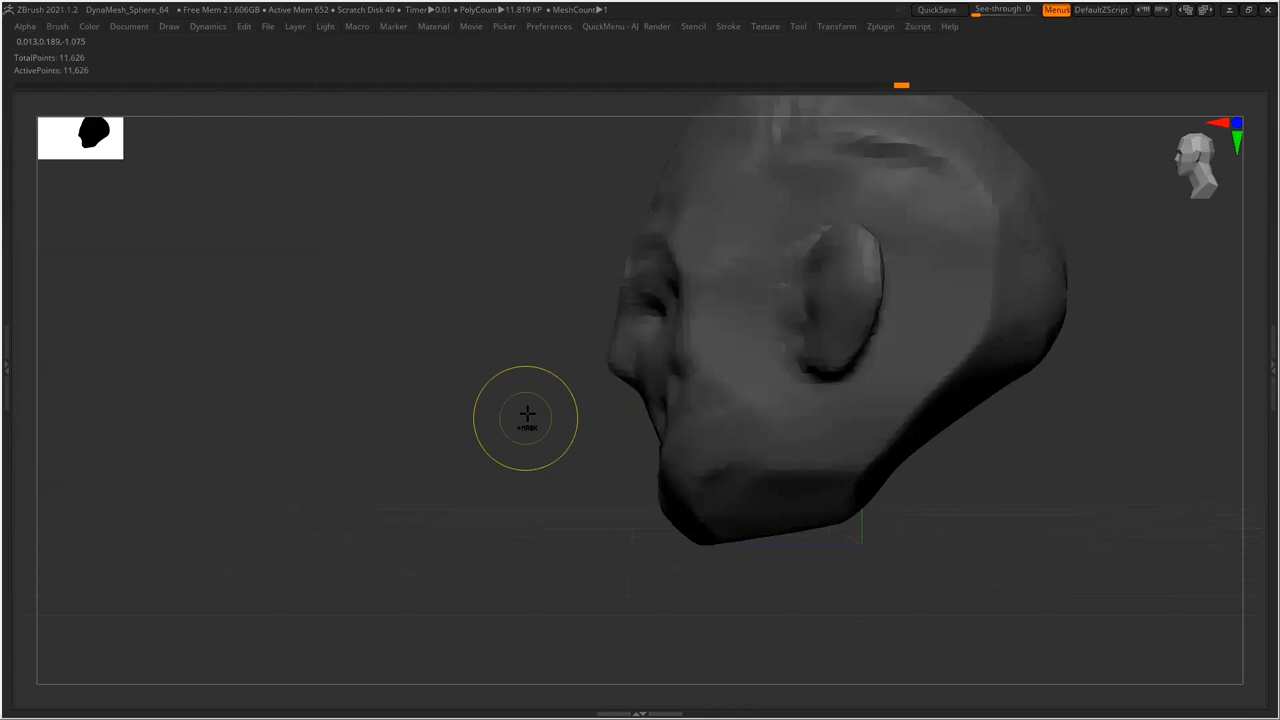 ZBrush 2021.1.2 DynaMesh_Sphere_64 • Free Mem 21.606GB • Active Mem 652 • Scratch Disk 49 • Timer▶0.01 • PolyCount▶11.819 KP • MeshCount▶1 QuickSave See-through 0 Menus DefaultZScript
Alpha Brush Color Document Draw Dynamics Edit File Layer Light Macro Marker Material Movie Picker Preferences QuickMenu - AJ Render Stencil Stroke Texture Tool Transform Zplugin Zscript Help
0.013,0.189,-1.075
TotalPoints: 11,626
ActivePoints: 11,626
+MASK